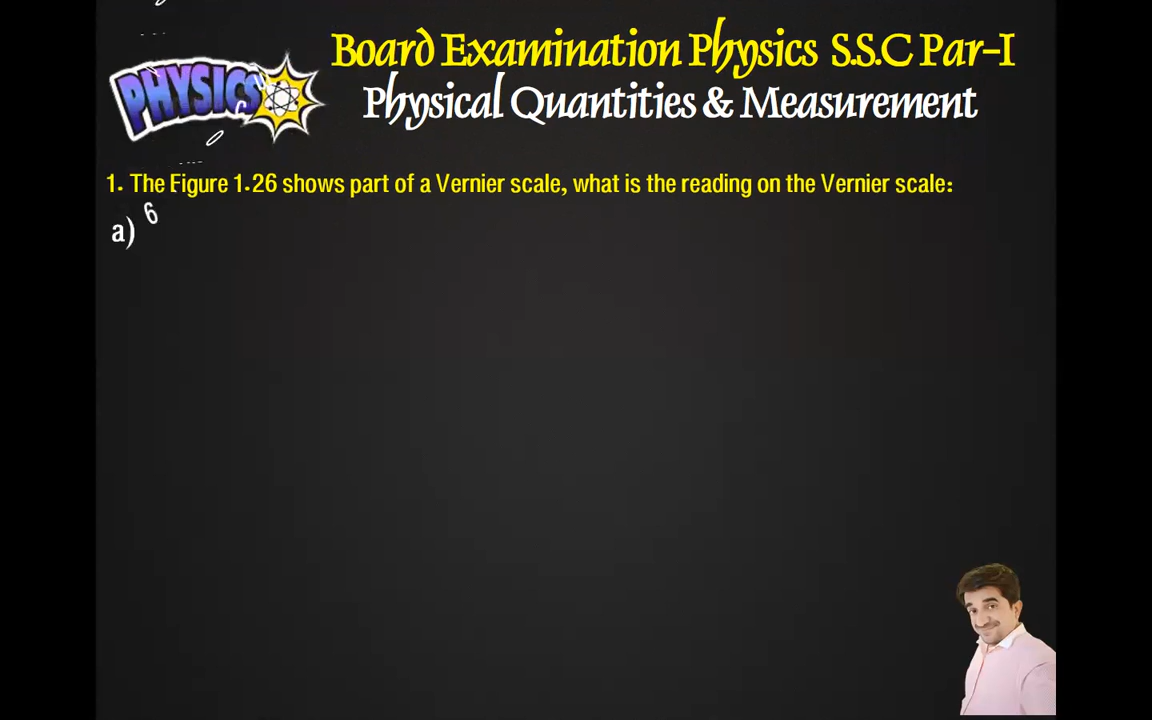 Board Examination Physics S.S.C Par-I
PHYSICS
Physical Quantities & Measurement
1. The Figure 1.26 shows part of a Vernier scale, what is the reading on the Vernier scale:
a) 6